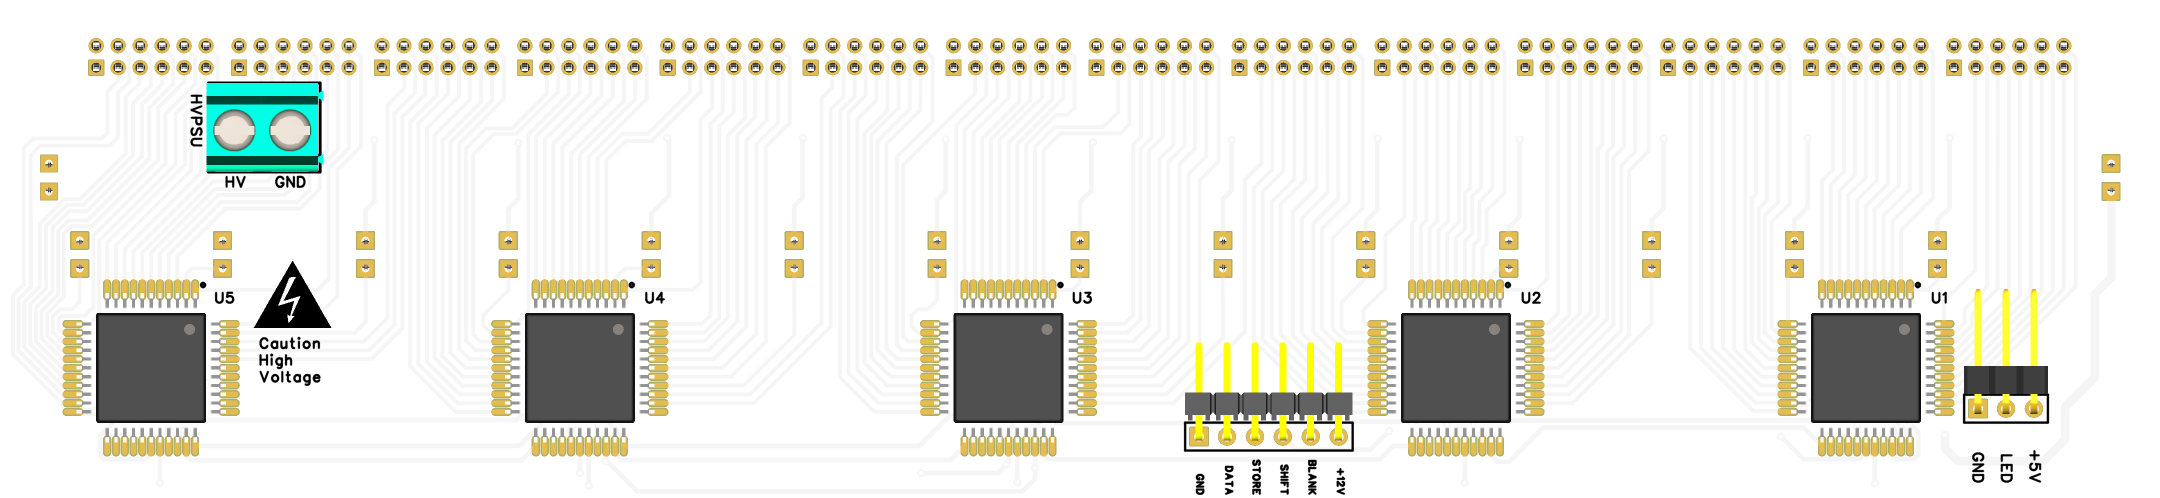 HVPSU
HV GND
U5
U4
U3
U2
U1
Caution
High
Voltage
GND DATA STORE SHIFT BLANK +12V
GND LED +5V